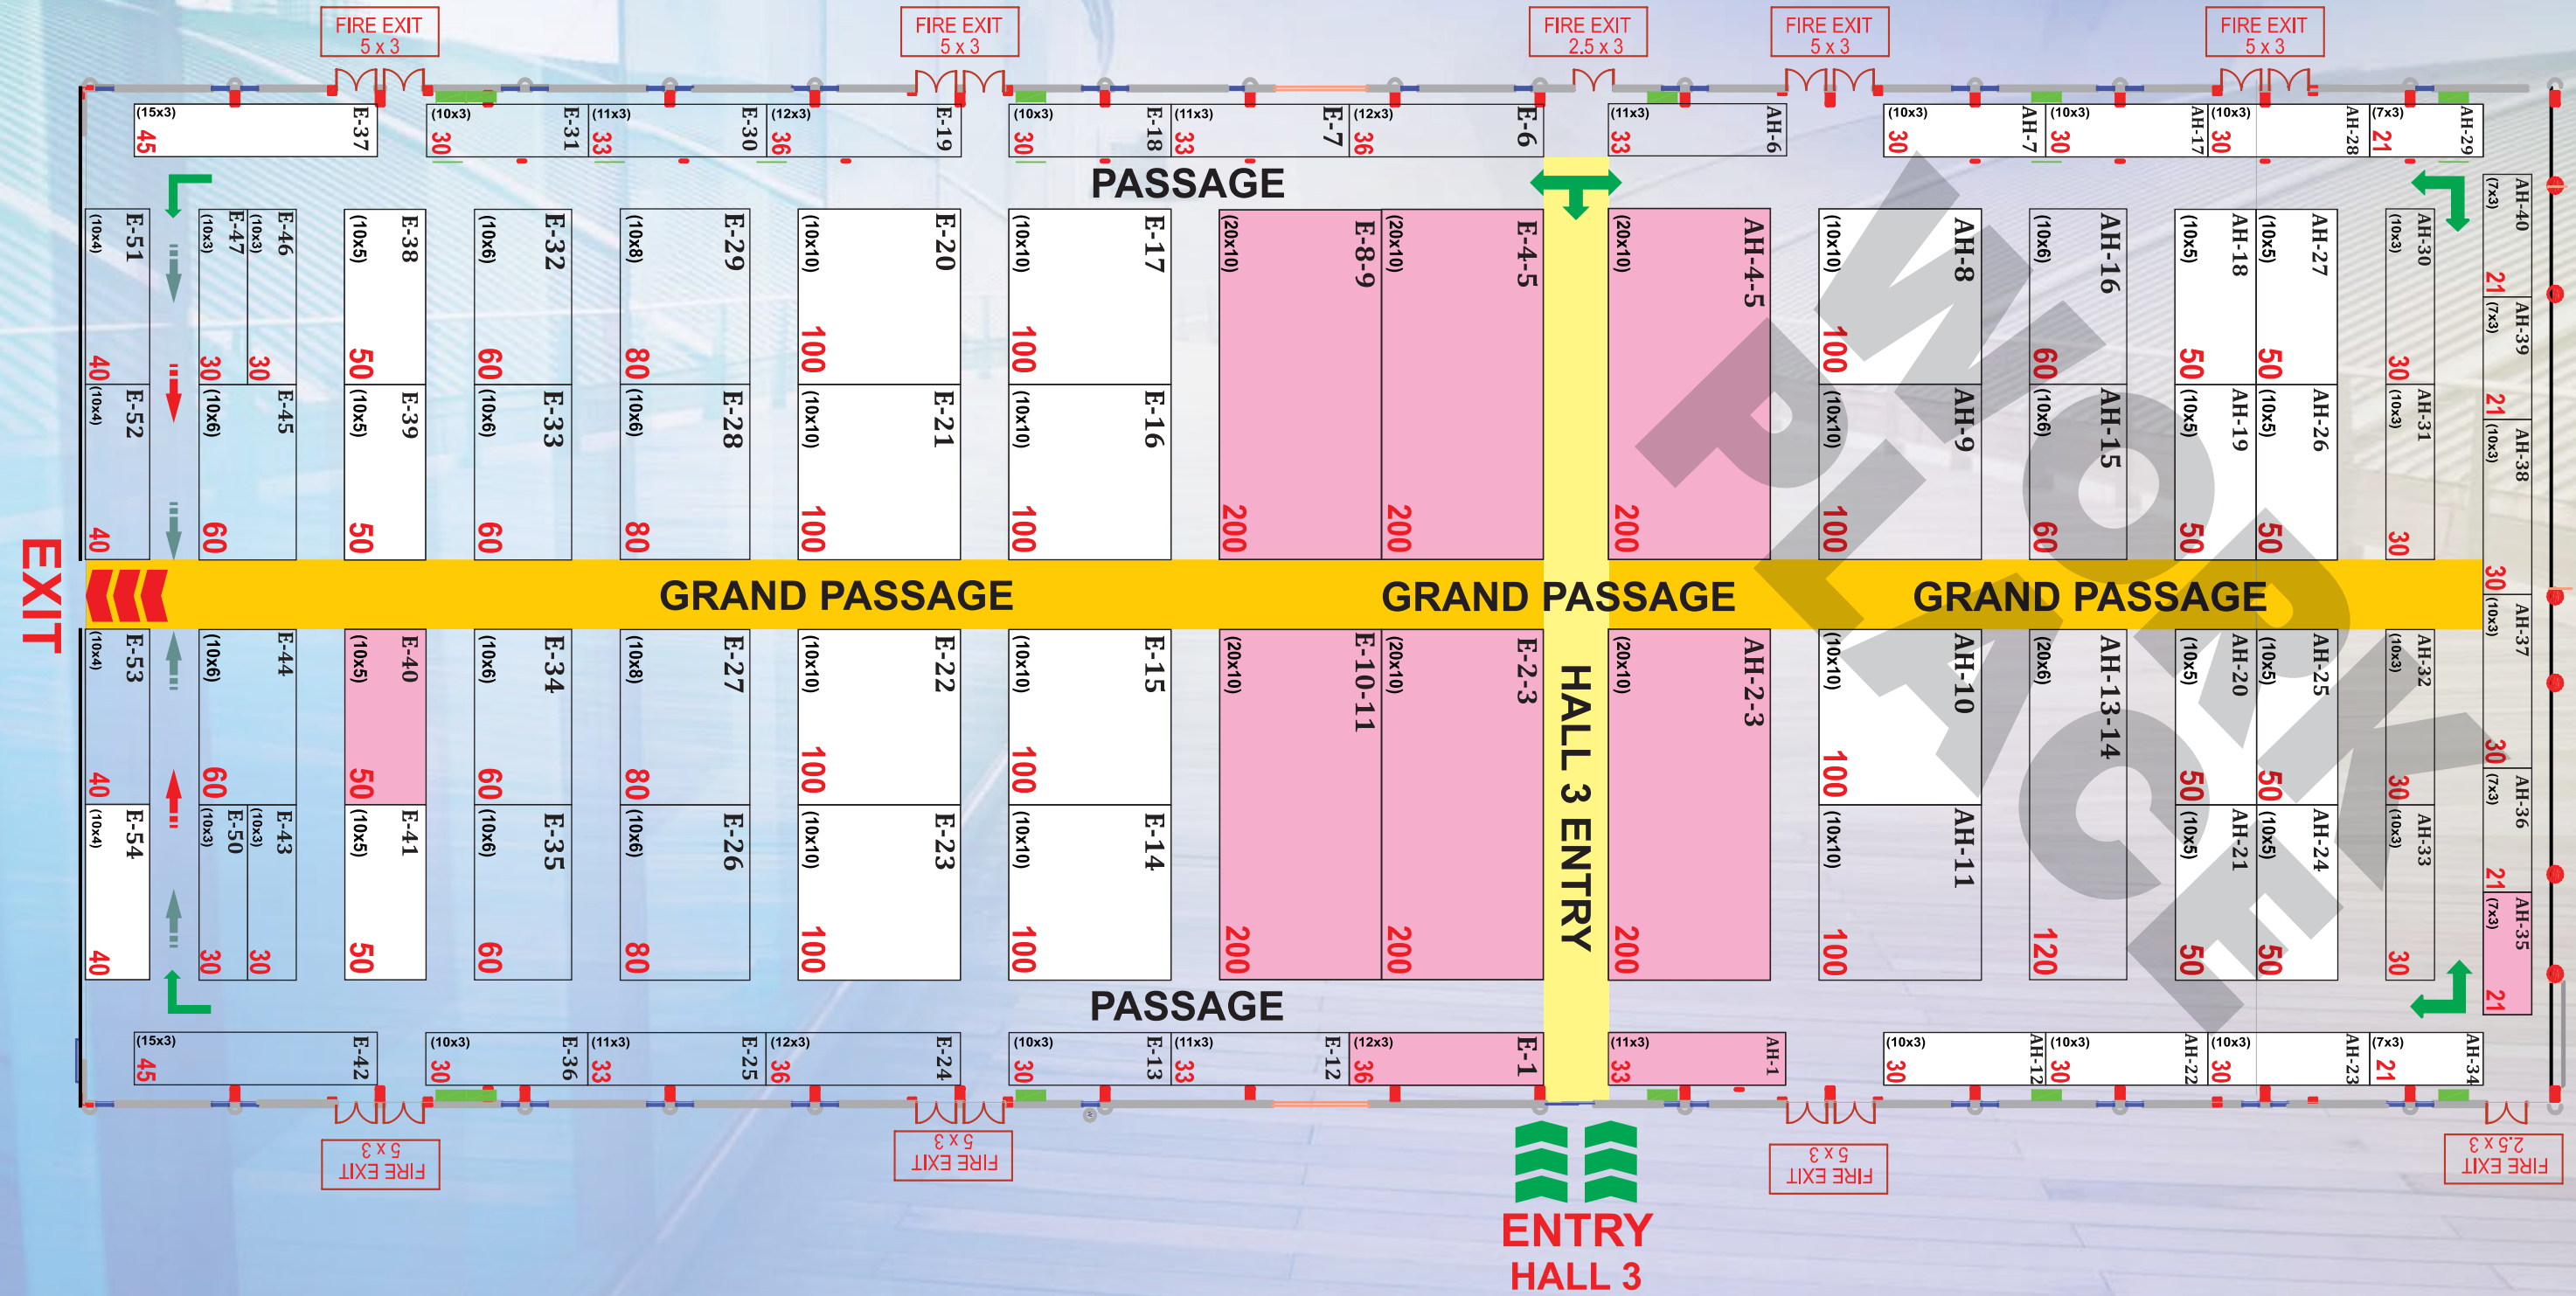 FIRE EXIT
5 x 3
FIRE EXIT
5 x 3
FIRE EXIT
2.5 x 3
FIRE EXIT
5 x 3
FIRE EXIT
5 x 3
E-37
(15x3)
45
E-31
(10x3)
30
E-30
(11x3)
33
E-19
(12x3)
36
E-18
(10x3)
30
E-7
(11x3)
33
E-6
(12x3)
36
AH-6
(11x3)
33
AH-7
(10x3)
30
AH-17
(10x3)
30
AH-28
(10x3)
30
AH-29
(7x3)
21
PASSAGE
E-51
(10x4)
40
E-47
(10x3)
30
E-46
(10x3)
30
E-38
(10x5)
50
E-32
(10x6)
60
E-29
(10x8)
80
E-20
(10x10)
100
E-17
(10x10)
100
E-8-9
(20x10)
200
E-4-5
(20x10)
200
AH-4-5
(20x10)
200
AH-8
(10x10)
100
AH-16
(10x6)
60
AH-18
(10x5)
50
AH-27
(10x5)
50
AH-30
(10x3)
30
AH-40
(7x3)
21
AH-39
(7x3)
21
AH-38
(10x3)
30
E-52
(10x4)
40
E-45
(10x6)
60
E-39
(10x5)
50
E-33
(10x6)
60
E-28
(10x6)
80
E-21
(10x10)
100
E-16
(10x10)
100
AH-9
(10x10)
100
AH-15
(10x6)
60
AH-19
(10x5)
50
AH-26
(10x5)
50
AH-31
(10x3)
30
WORK
PLACE
EXIT
GRAND PASSAGE
GRAND PASSAGE
GRAND PASSAGE
HALL 3 ENTRY
E-53
(10x4)
40
E-44
(10x6)
60
E-40
(10x5)
50
E-34
(10x6)
60
E-27
(10x8)
80
E-22
(10x10)
100
E-15
(10x10)
100
E-10-11
(20x10)
200
E-2-3
(20x10)
200
AH-2-3
(20x10)
200
AH-10
(10x10)
100
AH-13-14
(20x6)
120
AH-20
(10x5)
50
AH-25
(10x5)
50
AH-32
(10x3)
30
AH-37
(10x3)
30
AH-36
(7x3)
21
AH-35
(7x3)
21
E-54
(10x4)
40
E-50
(10x3)
30
E-43
(10x3)
30
E-41
(10x5)
50
E-35
(10x6)
60
E-26
(10x6)
80
E-23
(10x10)
100
E-14
(10x10)
100
AH-11
(10x10)
100
AH-21
(10x5)
50
AH-24
(10x5)
50
AH-33
(10x3)
30
PASSAGE
E-42
(15x3)
45
E-36
(10x3)
30
E-25
(11x3)
33
E-24
(12x3)
36
E-13
(10x3)
30
E-12
(11x3)
33
E-1
(12x3)
36
AH-1
(11x3)
33
AH-12
(10x3)
30
AH-22
(10x3)
30
AH-23
(10x3)
30
AH-34
(7x3)
21
FIRE EXIT
5 x 3
FIRE EXIT
5 x 3
FIRE EXIT
5 x 3
FIRE EXIT
2.5 x 3
ENTRY
HALL 3